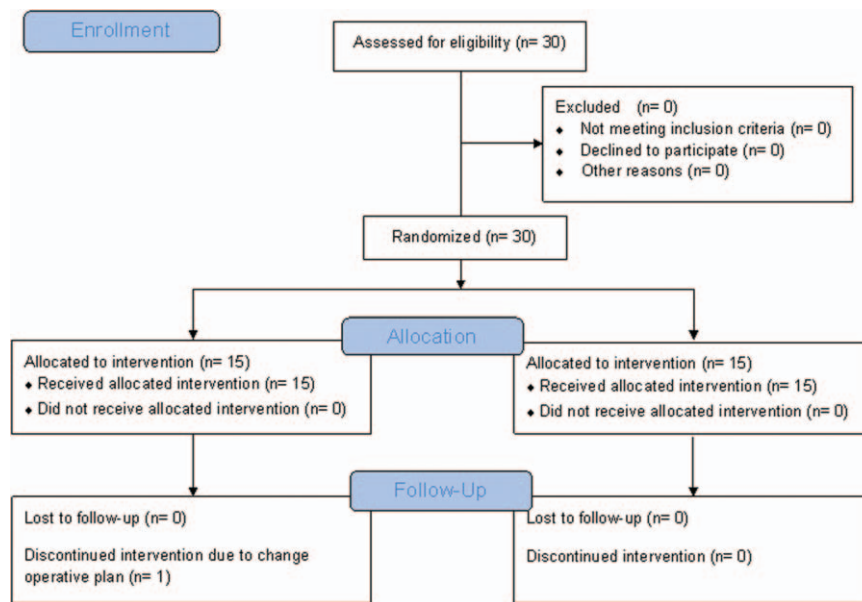 Enrollment
Assessed for eligibility (n= 30)
Excluded (n= 0)
♦ Not meeting inclusion criteria (n= 0)
♦ Declined to participate (n= 0)
♦ Other reasons (n= 0)
Randomized (n= 30)
Allocation
Allocated to intervention (n= 15)
♦ Received allocated intervention (n= 15)
♦ Did not receive allocated intervention (n= 0)
Allocated to intervention (n= 15)
♦ Received allocated intervention (n= 15)
♦ Did not receive allocated intervention (n= 0)
Follow-Up
Lost to follow-up (n= 0)
Discontinued intervention due to change
operative plan (n= 1)
Lost to follow-up (n= 0)
Discontinued intervention (n= 0)